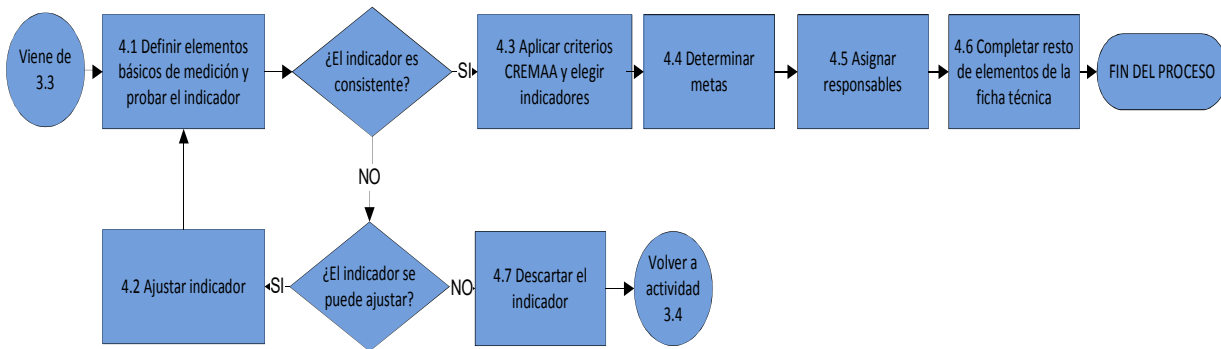 Viene de
3.3
4.1 Definir elementos
básicos de medición y
probar el indicador
¿El indicador es
consistente?
SI
4.3 Aplicar criterios
CREMAA y elegir
indicadores
4.4 Determinar
metas
4.5 Asignar
responsables
4.6 Completar resto
de elementos de la
ficha técnica
FIN DEL PROCESO
NO
4.2 Ajustar indicador
SI
¿El indicador se
puede ajustar?
NO
4.7 Descartar el
indicador
Volver a
actividad
3.4